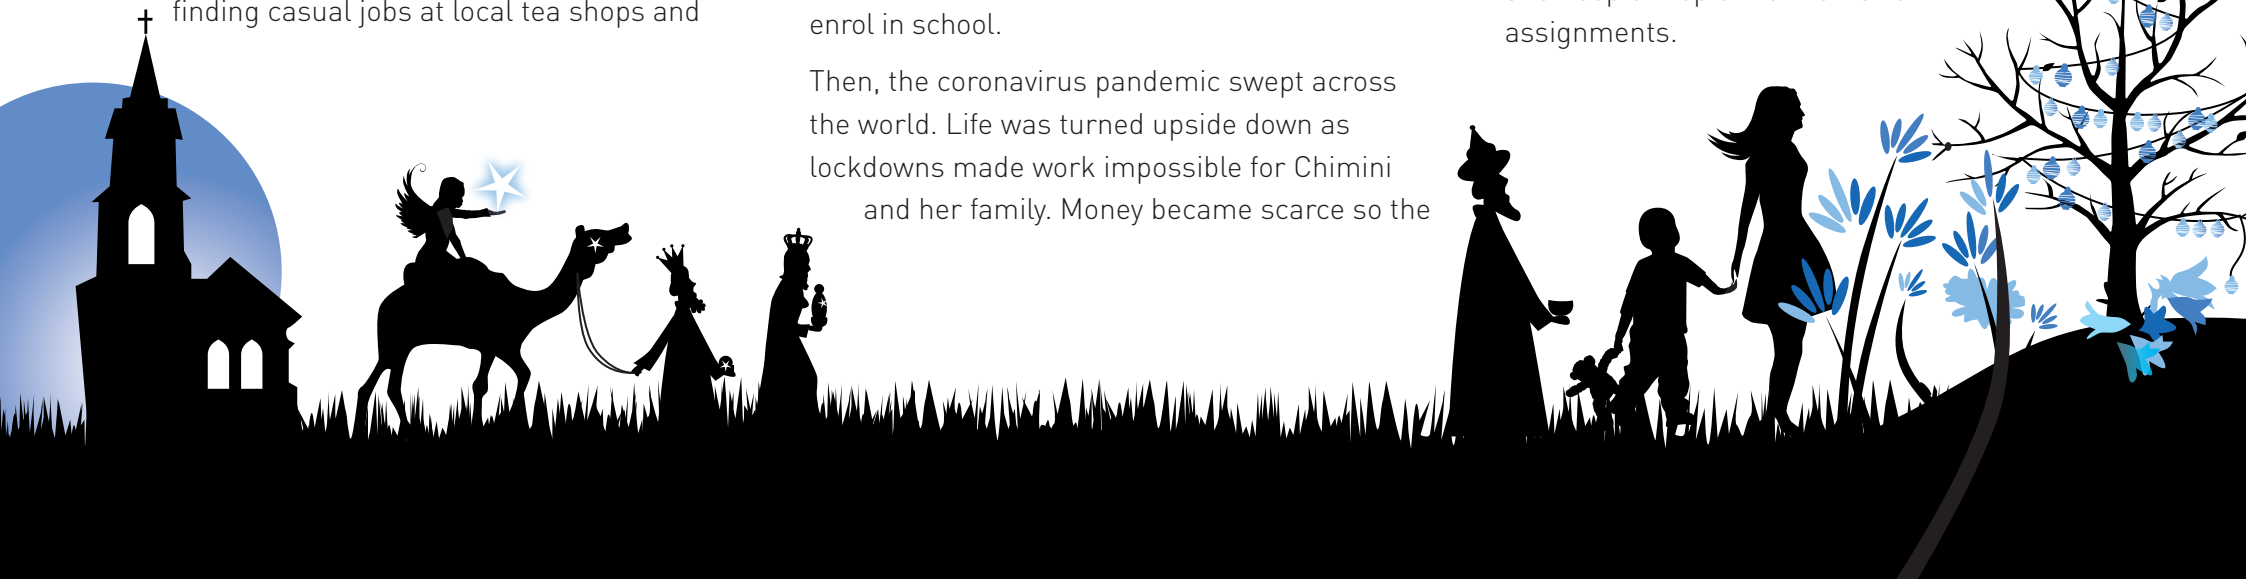 finding casual jobs at local tea shops and
enrol in school.
Then, the coronavirus pandemic swept across
the world. Life was turned upside down as
lockdowns made work impossible for Chimini
and her family. Money became scarce so the
assignments.